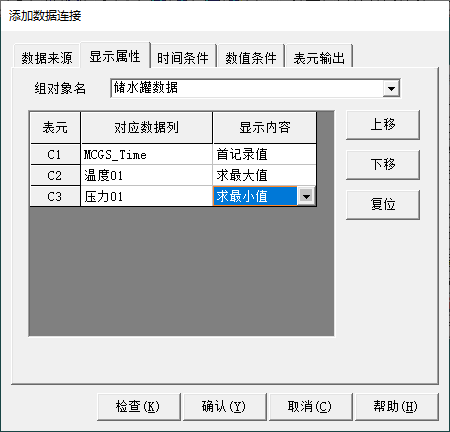 添加数据连接
数据来源 显示属性 时间条件 数值条件 表元输出
组对象名 储水罐数据
表元 对应数据列 显示内容 上移
C1 MCGS_Time 首记录值
C2 温度01 求最大值 下移
C3 压力01 求最小值 复位
检查(K) 确认(Y) 取消(C) 帮助(H)